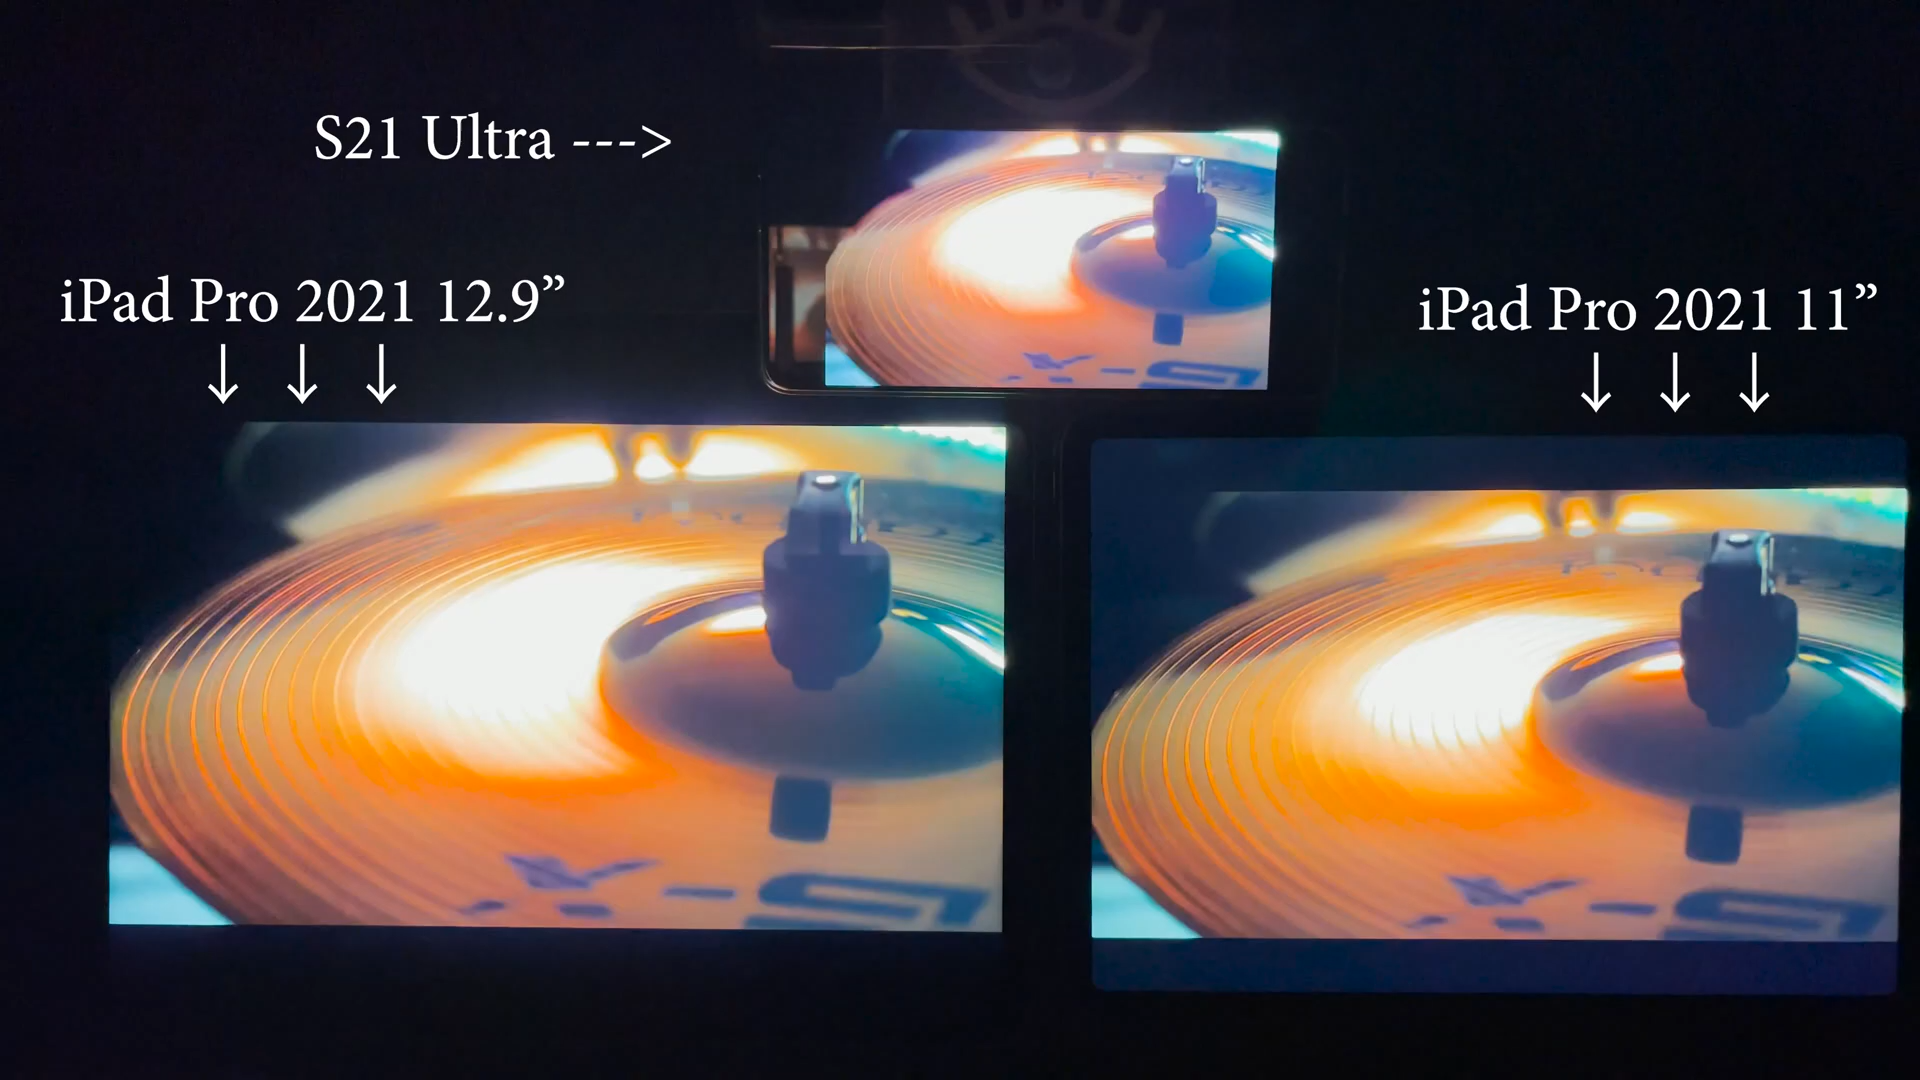 S21 Ultra --->
iPad Pro 2021 12.9”
↓ ↓ ↓
iPad Pro 2021 11”
↓ ↓ ↓